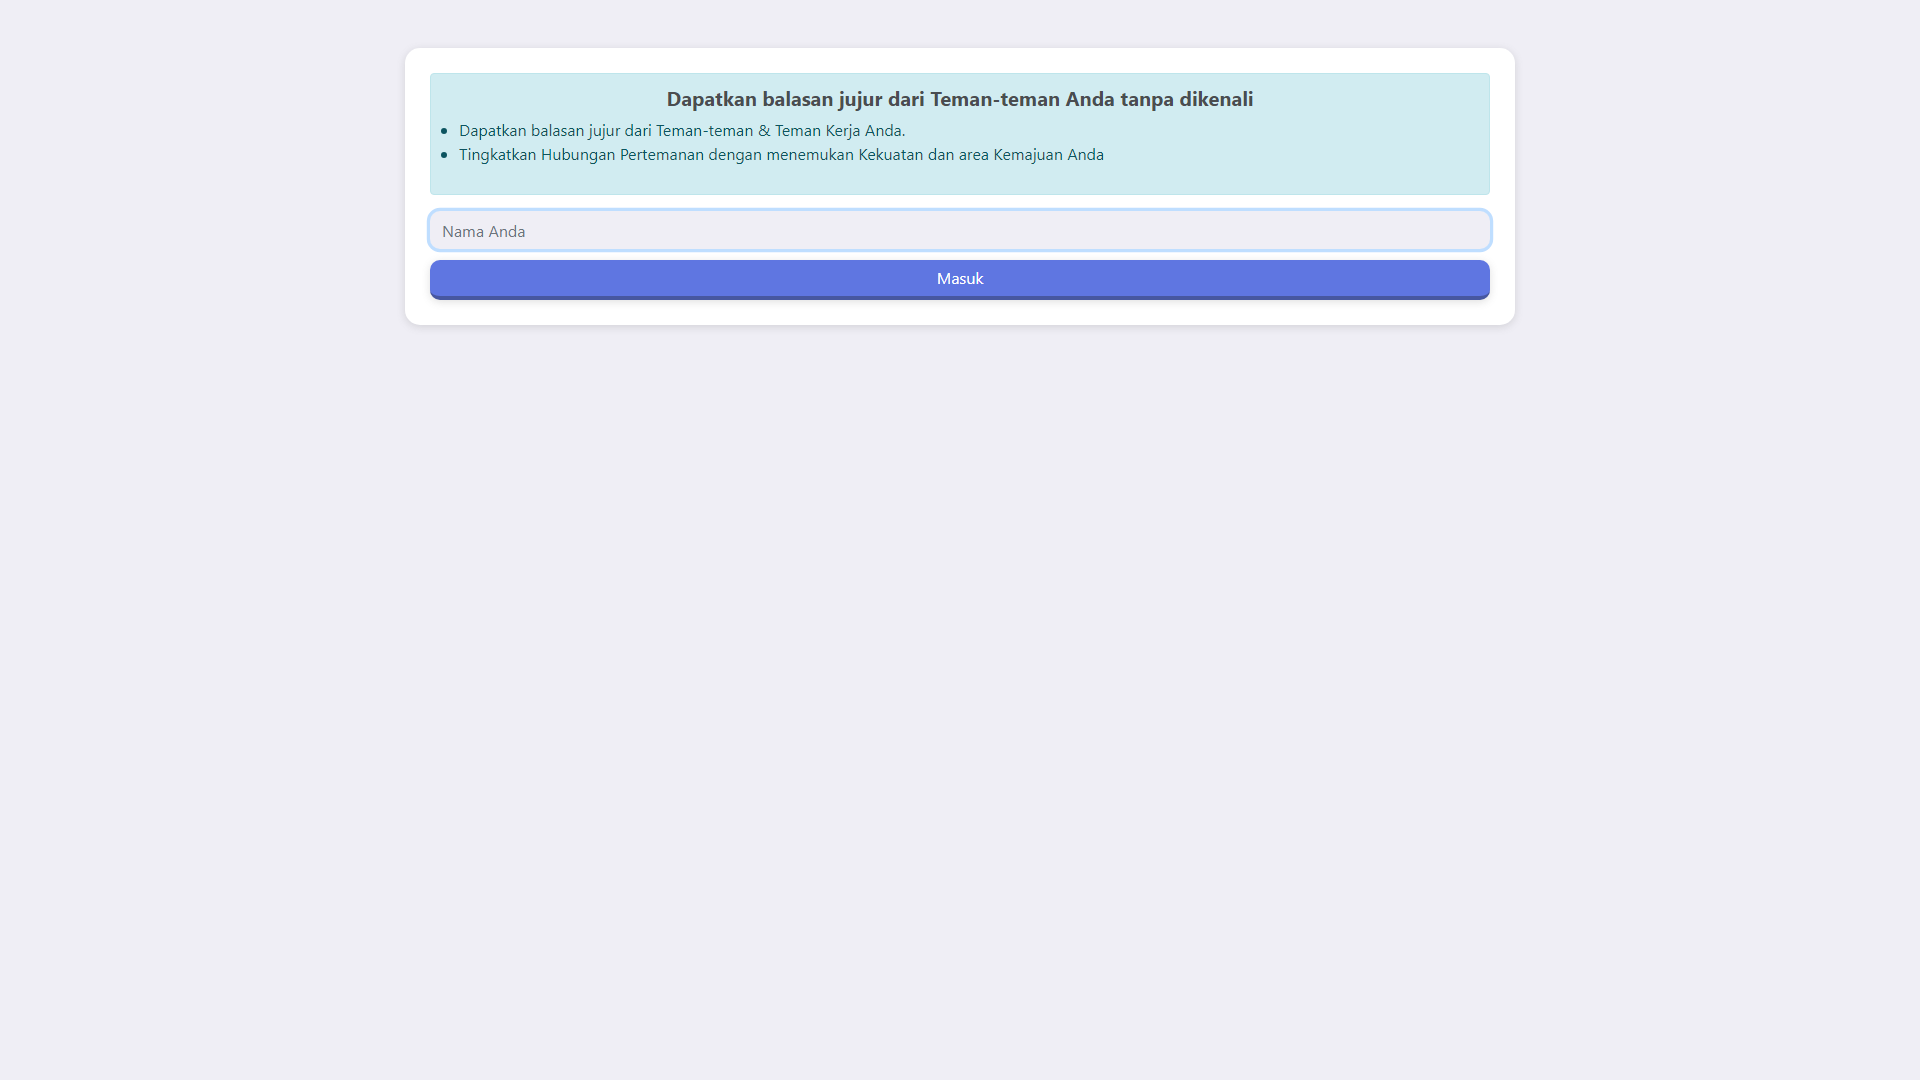 Dapatkan balasan jujur dari Teman-teman Anda tanpa dikenali
Dapatkan balasan jujur dari Teman-teman & Teman Kerja Anda.
Tingkatkan Hubungan Pertemanan dengan menemukan Kekuatan dan area Kemajuan Anda
Nama Anda
Masuk